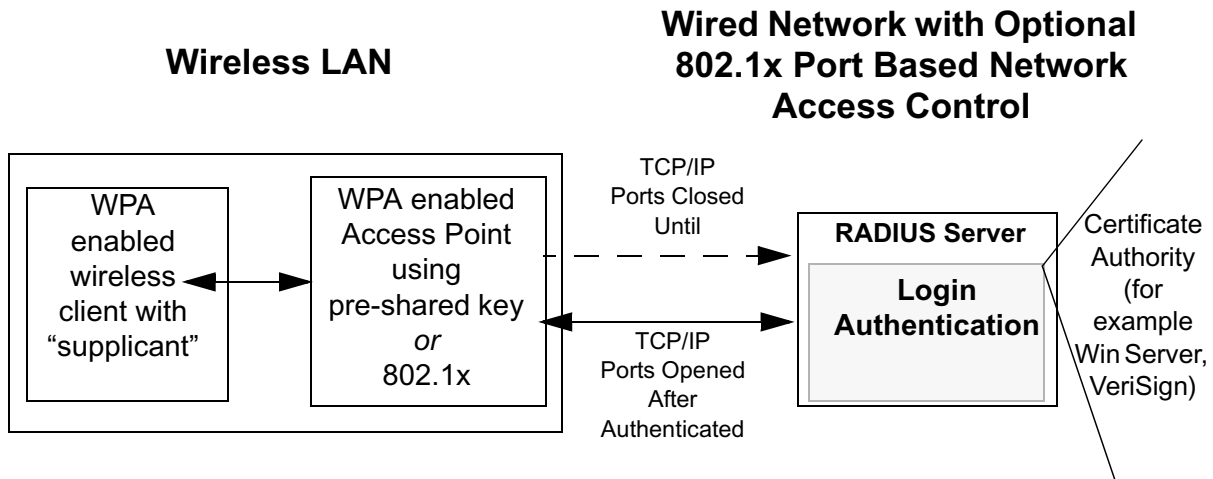 Wireless LAN
Wired Network with Optional
802.1x Port Based Network
Access Control
WPA
enabled
wireless
client with
“supplicant”
WPA enabled
Access Point
using
pre-shared key
or
802.1x
TCP/IP
Ports Closed
Until
TCP/IP
Ports Opened
After
Authenticated
RADIUS Server
Login
Authentication
Certificate
Authority
(for
example
Win Server,
VeriSign)